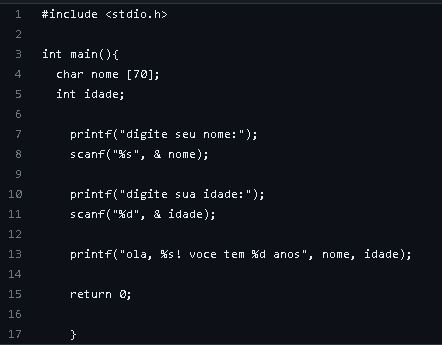 1 #include <stdio.h>
2
3 int main(){
4 char nome [70];
5 int idade;
6
7 printf("digite seu nome:");
8 scanf("%s", & nome);
9
10 printf("digite sua idade:");
11 scanf("%d", & idade);
12
13 printf("ola, %s! voce tem %d anos", nome, idade);
14
15 return 0;
16
17 }